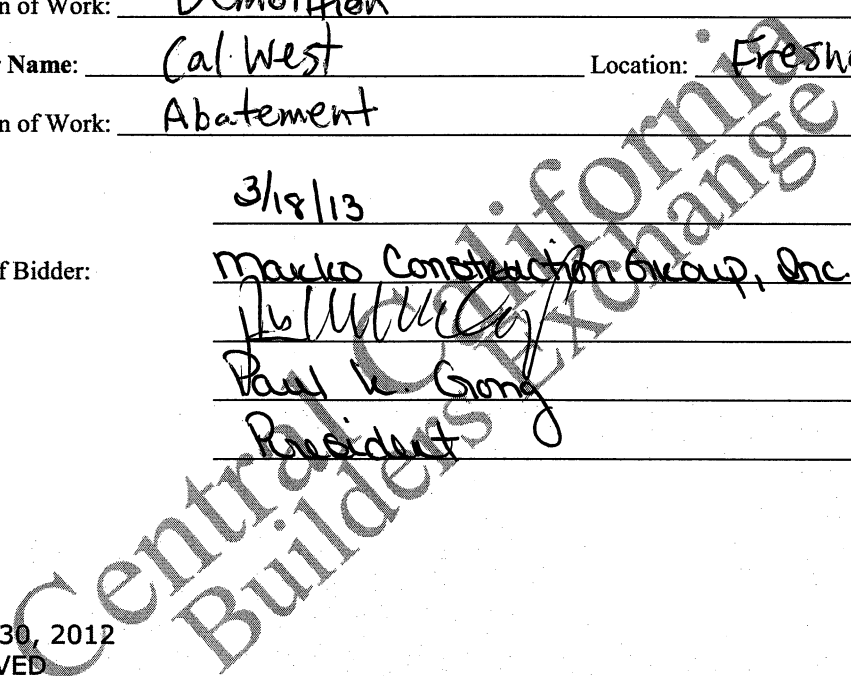 n of Work: Demolition
Name: Cal West Location: Fresno
n of Work: Abatement
3/18/13
f Bidder: Marko Construction Group, Inc.
Paul K. Gong
President
Central California
Builders Exchange
30, 2012
VED